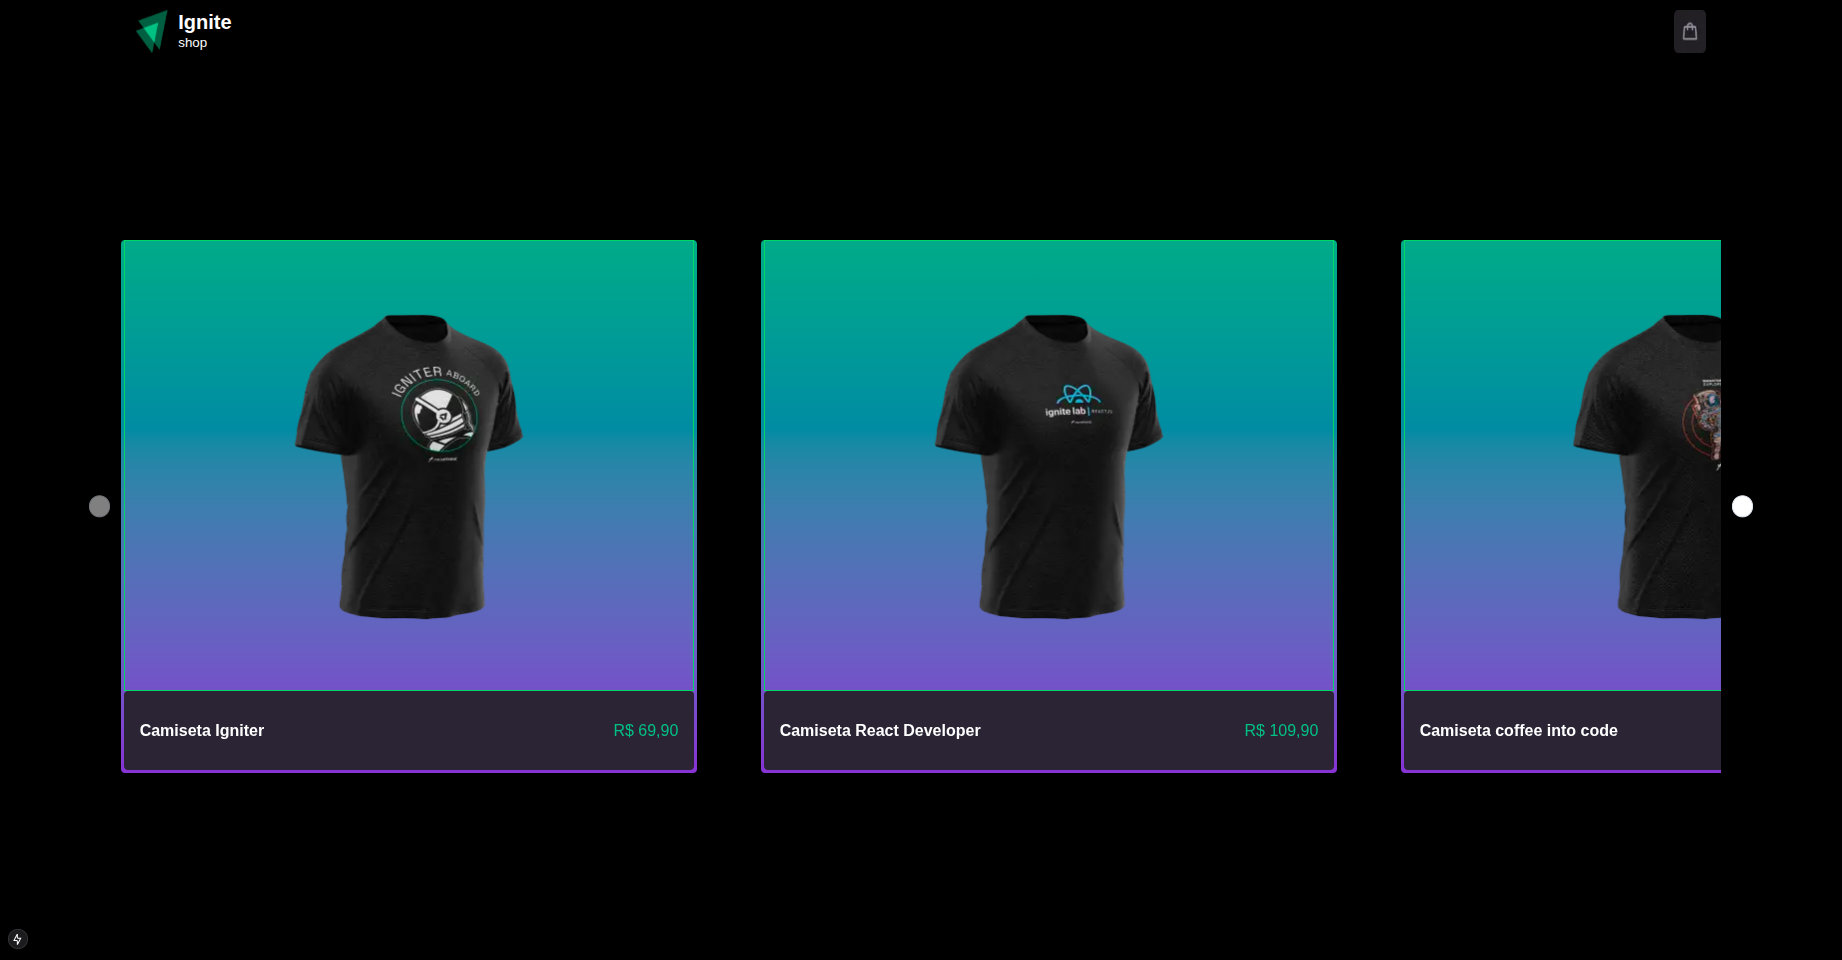 Ignite
shop
IGNITER ABOARD
ignite lab
Camiseta Igniter
R$ 69,90
Camiseta React Developer
R$ 109,90
Camiseta coffee into code